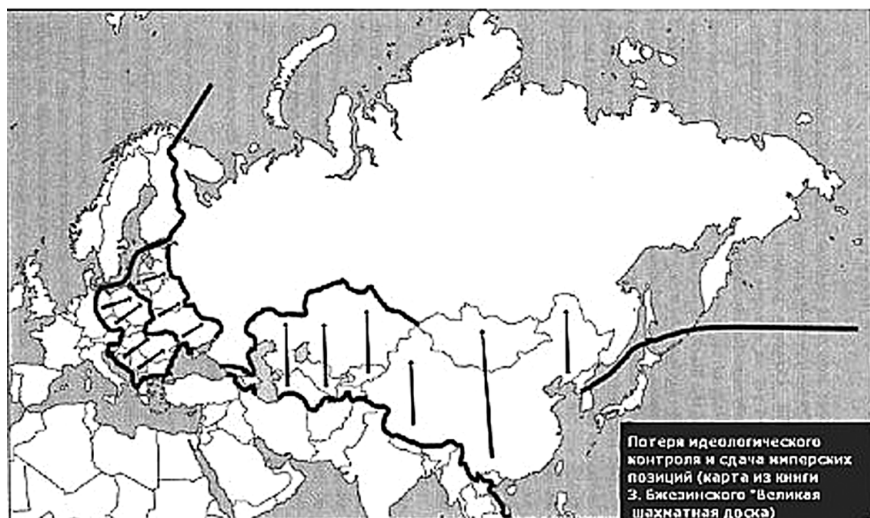 Потеря идеологического
контроля и сдача имперских
позиций (карта из книги
З. Бжезинского "Великая
шахматная доска)